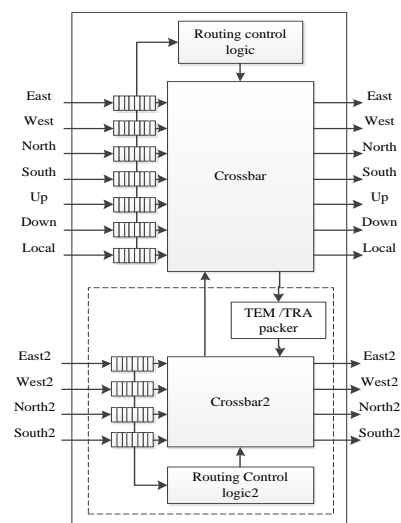 Routing control
logic
East
West
North
South
Up
Down
Local
Crossbar
East
West
North
South
Up
Down
Local
TEM /TRA
packer
East2
West2
North2
South2
Crossbar2
East2
West2
North2
South2
Routing Control
logic2